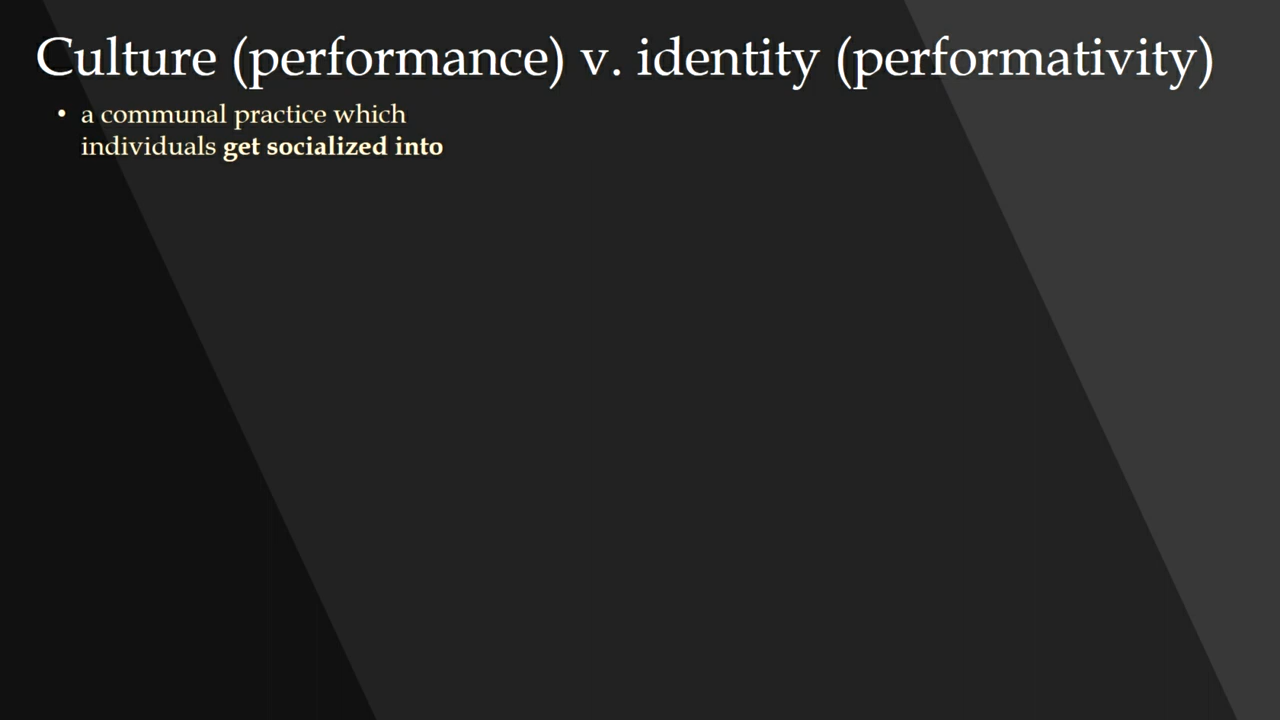 Culture (performance) v. identity (performativity)
• a communal practice which
individuals get socialized into